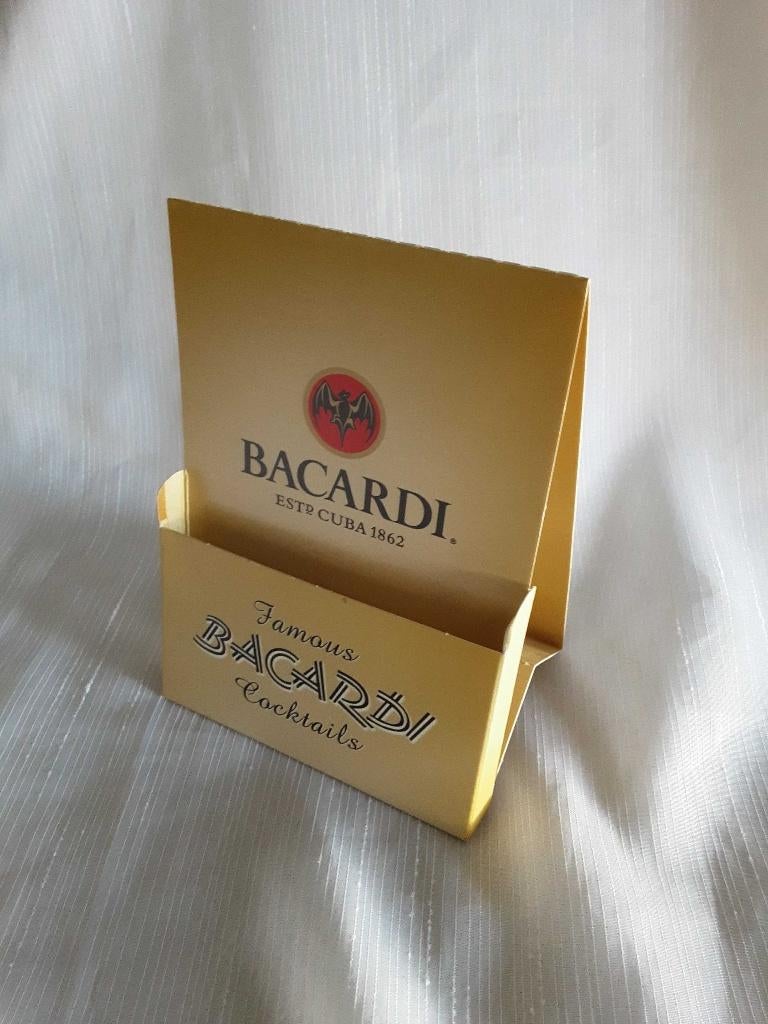 BACARDI®
ESTD CUBA 1862
Famous
BACARDI
Cocktails